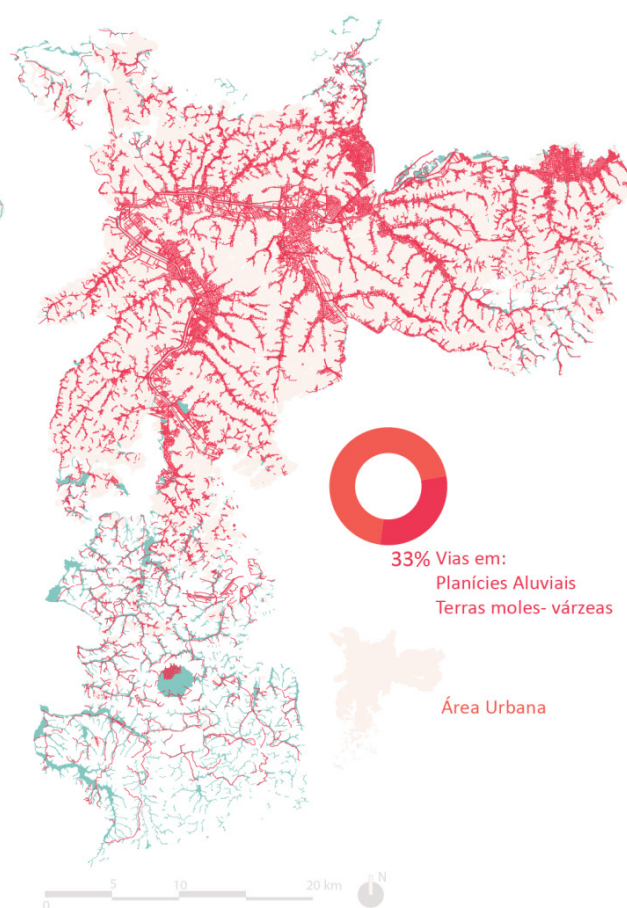 33% Vias em:
Planícies Aluviais
Terras moles- várzeas
Área Urbana
0 5 10 20 km
N